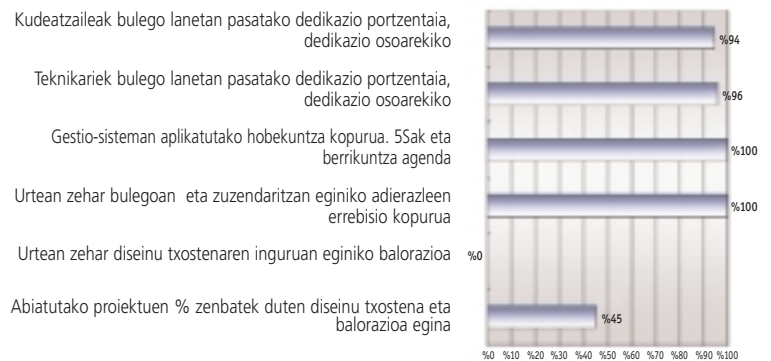 Kudeatzaileak bulego lanetan pasatako dedikazio portzentaia,
dedikazio osoarekiko
%94
Teknikariek bulego lanetan pasatako dedikazio portzentaia,
dedikazio osoarekiko
%96
Gestio-sisteman aplikatutako hobekuntza kopurua. 5Sak eta
berrikuntza agenda
%100
Urtean zehar bulegoan eta zuzendaritzan eginiko adierazleen
errebisio kopurua
%100
Urtean zehar diseinu txostenaren inguruan eginiko balorazioa
%0
Abiatutako proiektuen % zenbatek duten diseinu txostena eta
balorazioa egina
%45
%0 %10 %20 %30 %40 %50 %60 %70 %80 %90 %100